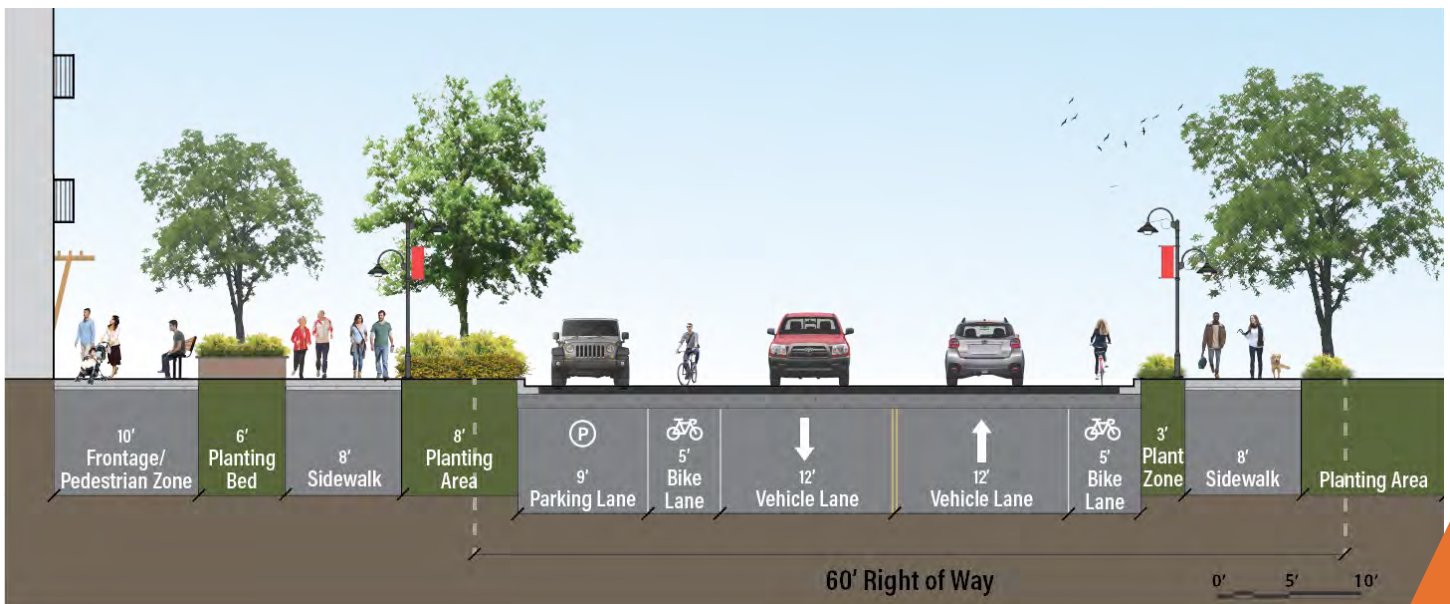 10'
Frontage/
Pedestrian Zone
6'
Planting
Bed
8'
Sidewalk
8'
Planting
Area
P
9'
Parking Lane
5'
Bike
Lane
12'
Vehicle Lane
12'
Vehicle Lane
5'
Bike
Lane
3'
Plant
Zone
8'
Sidewalk
Planting Area
60' Right of Way
0' 5' 10'